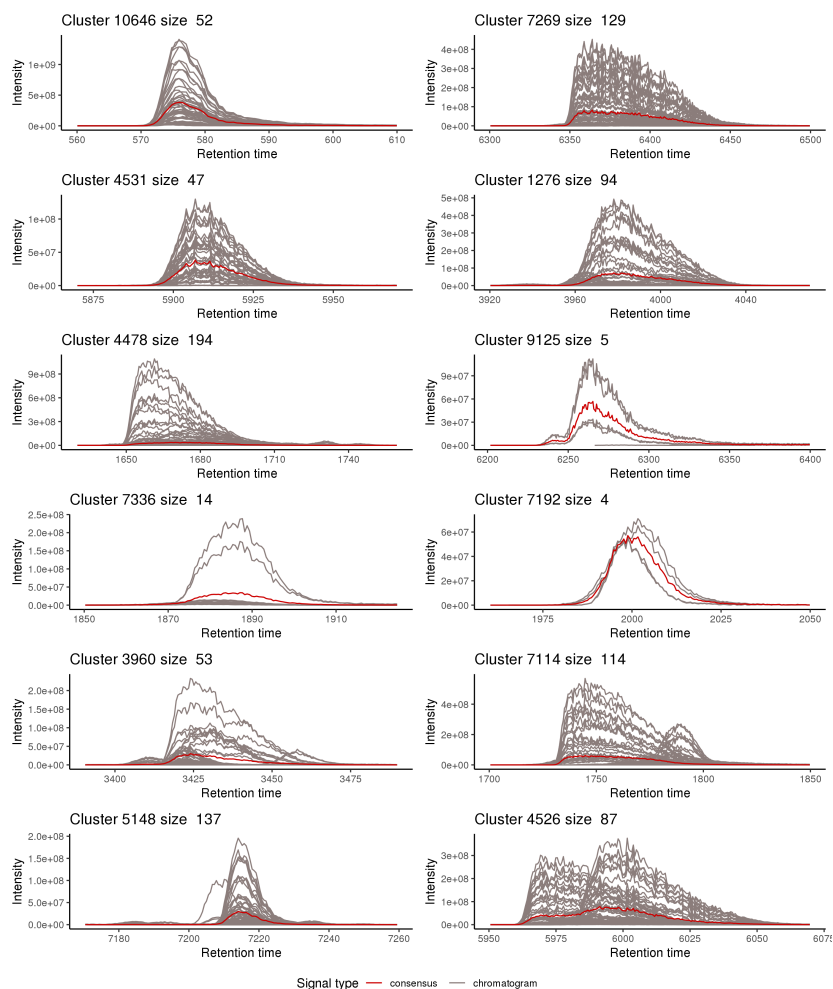 Cluster 10646 size  52
Intensity
1e+09
5e+08
0e+00
560 570 580 590 600 610
Retention time
Cluster 7269 size  129
Intensity
4e+08
3e+08
2e+08
1e+08
0e+00
6300 6350 6400 6450 6500
Retention time
Cluster 4531 size  47
Intensity
1e+08
5e+07
0e+00
5875 5900 5925 5950
Retention time
Cluster 1276 size  94
Intensity
5e+08
4e+08
3e+08
2e+08
1e+08
0e+00
3920 3960 4000 4040
Retention time
Cluster 4478 size  194
Intensity
9e+08
6e+08
3e+08
0e+00
1650 1680 1710 1740
Retention time
Cluster 9125 size  5
Intensity
9e+07
6e+07
3e+07
0e+00
6200 6250 6300 6350 6400
Retention time
Cluster 7336 size  14
Intensity
2.5e+08
2.0e+08
1.5e+08
1.0e+08
5.0e+07
0.0e+00
1850 1870 1890 1910
Retention time
Cluster 7192 size  4
Intensity
6e+07
4e+07
2e+07
0e+00
1975 2000 2025 2050
Retention time
Cluster 3960 size  53
Intensity
2.0e+08
1.5e+08
1.0e+08
5.0e+07
0.0e+00
3400 3425 3450 3475
Retention time
Cluster 7114 size  114
Intensity
4e+08
2e+08
0e+00
1700 1750 1800 1850
Retention time
Cluster 5148 size  137
Intensity
2.0e+08
1.5e+08
1.0e+08
5.0e+07
0.0e+00
7180 7200 7220 7240 7260
Retention time
Cluster 4526 size  87
Intensity
3e+08
2e+08
1e+08
0e+00
5950 5975 6000 6025 6050 6075
Retention time
Signal type consensus chromatogram